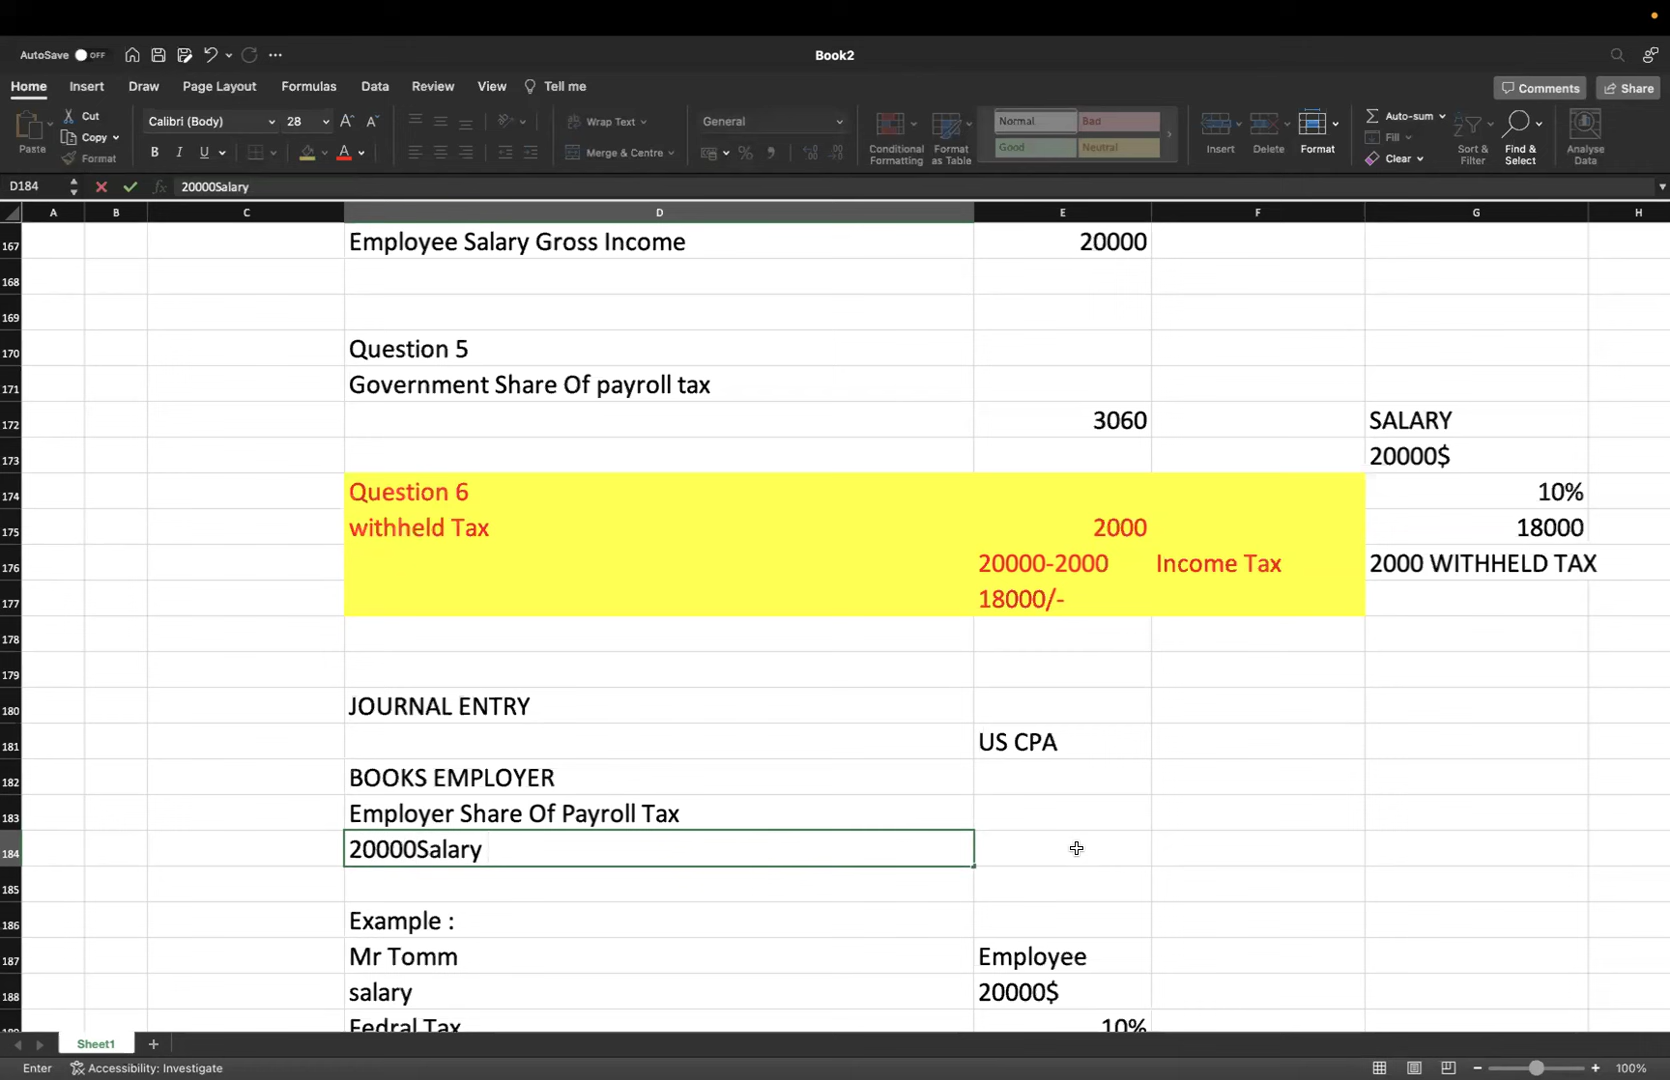 AutoSave OFF
Book2
Home Insert Draw Page Layout Formulas Data Review View Tell me
Comments Share
Paste
Cut
Copy
Format
Calibri (Body) 28
Wrap Text
Merge & Centre
General
Conditional Formatting
Format as Table
Normal Bad
Good Neutral
Insert
Delete
Format
Auto-sum
Fill
Clear
Sort & Filter
Find & Select
Analyse Data
D184 fx 20000Salary
A B C D E F G H
167 Employee Salary Gross Income 20000
168
169
170 Question 5
171 Government Share Of payroll tax
172 3060 SALARY
173 20000$
174 Question 6 10%
175 withheld Tax 2000 18000
176 20000-2000 Income Tax 2000 WITHHELD TAX
177 18000/-
178
179
180 JOURNAL ENTRY
181 US CPA
182 BOOKS EMPLOYER
183 Employer Share Of Payroll Tax
184 20000Salary
185
186 Example :
187 Mr Tomm Employee
188 salary 20000$
Fedral Tax 10%
Sheet1
Enter Accessibility: Investigate 100%